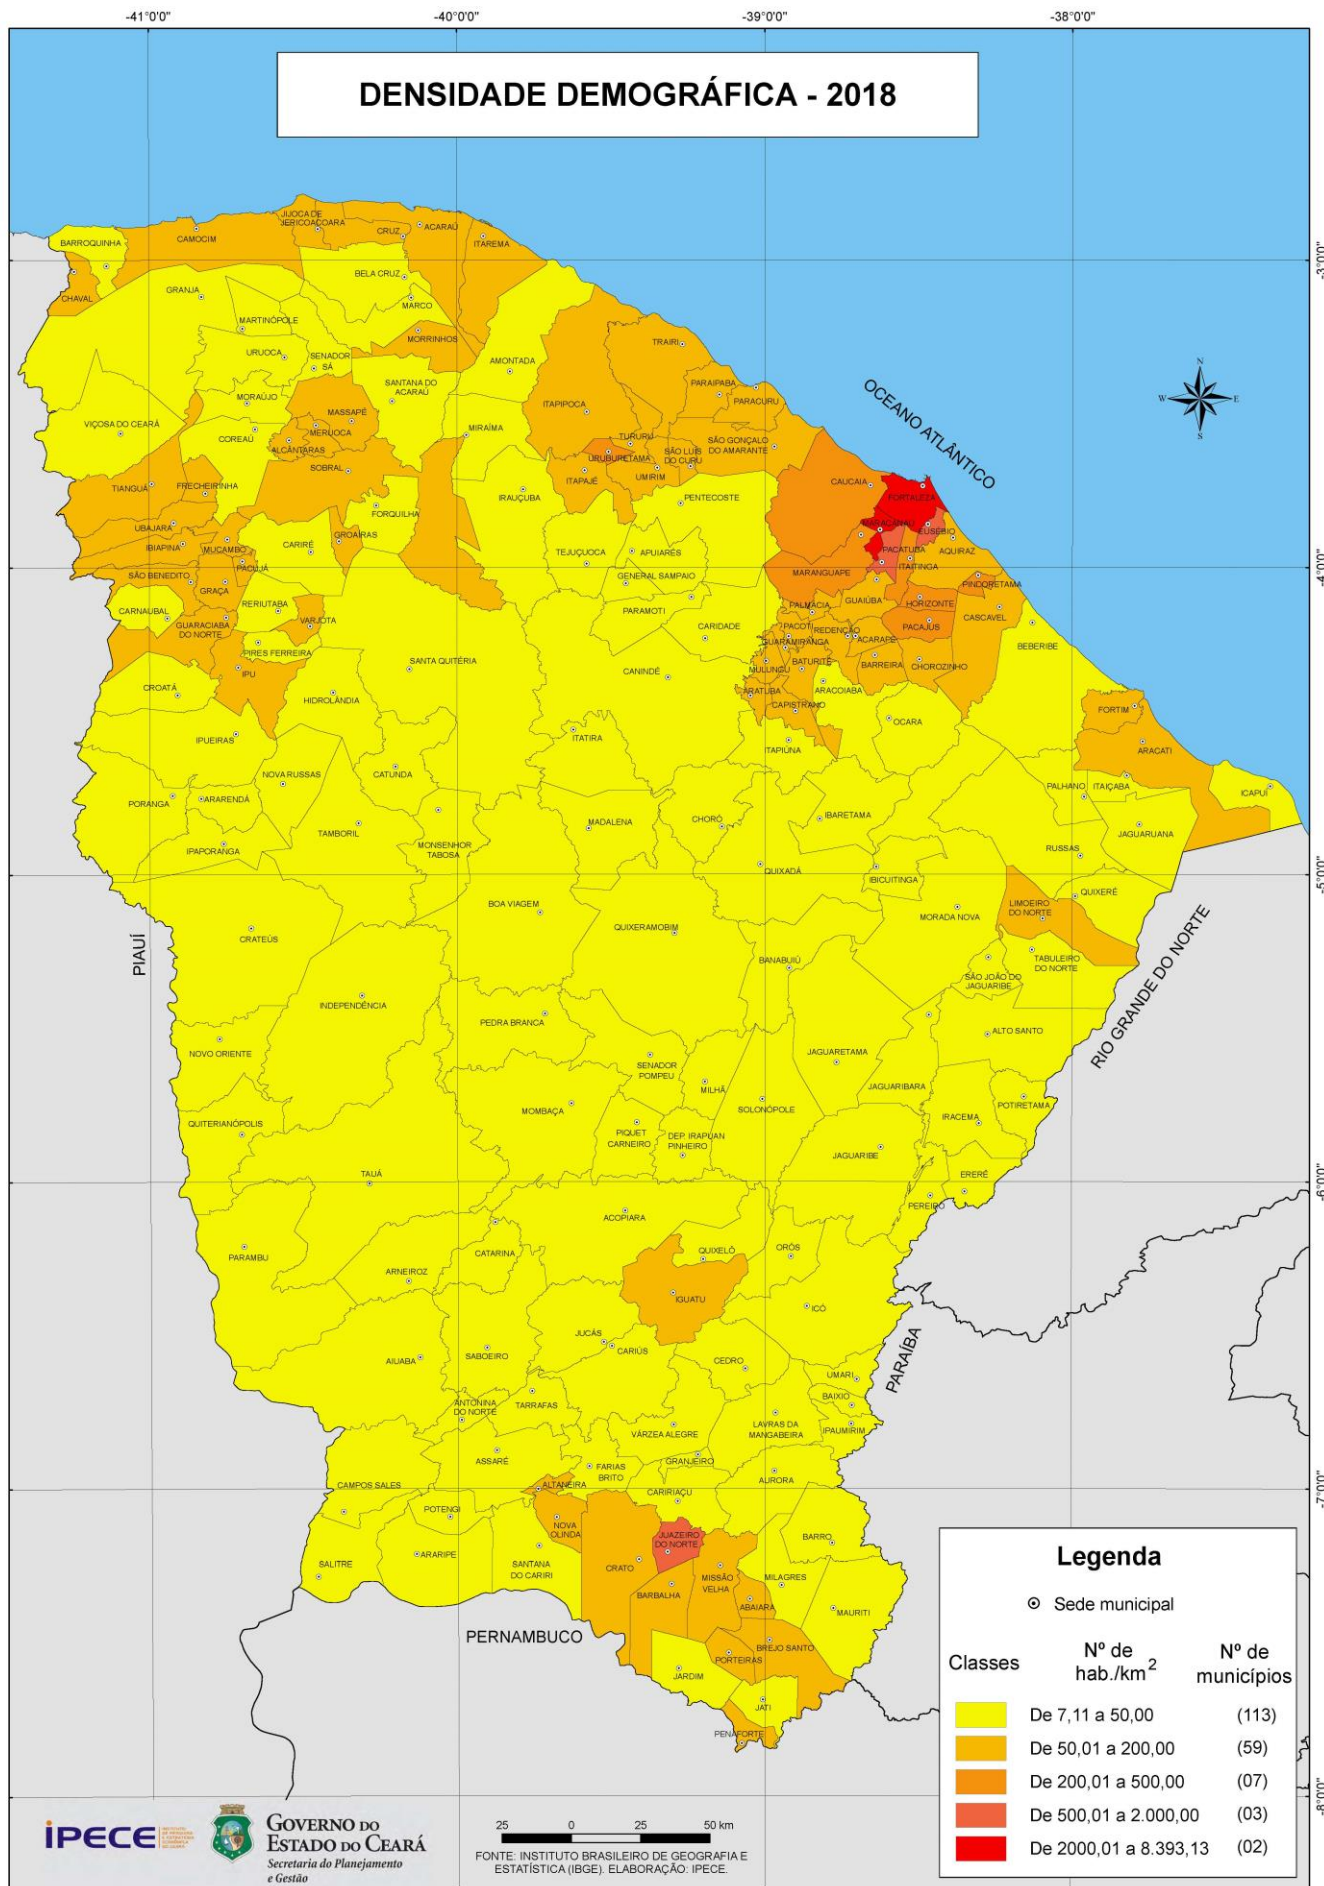 -41°0'0"
-40°0'0"
-39°0'0"
-38°0'0"
DENSIDADE DEMOGRÁFICA - 2018
BARROQUINHA
CAMOCIM
JIJOCA DE
JERICOACOARA
CRUZ
ACARAÚ
ITAREMA
-3°0'0"
CHAVAL
GRANJA
BELA CRUZ
MARCO
MARTINÓPOLE
MORRINHOS
URUOCA
SENADOR
SÁ
AMONTADA
TRAIRI
SANTANA DO
ACARAÚ
PARAIPABA
PARACURU
OCEANO ATLÂNTICO
N
W
E
S
MORAÚJO
ITAPIPOCA
VIÇOSA DO CEARÁ
COREAÚ
MASSAPÊ
MERUOCA
ALCÂNTARAS
MIRAÍMA
TURURÚ
URUBURETAMA
SÃO LUIS
DO CURU
SÃO GONÇALO
DO AMARANTE
SOBRAL
UMIRIM
ITAPAJÉ
TIANGUÁ
FRECHEIRINHA
IRAUÇUBA
CAUCAIA
FORTALEZA
PENTECOSTE
FORQUILHA
UBAJARA
MARACANAÚ
EUSÉBIO
IBIAPINA
MUCAMBO
CARIRÉ
GROAÍRAS
TEJUÇUOCA
APUIARÉS
PACATUBA
AQUIRAZ
ITAITINGA
PACUJÁ
SÃO BENEDITO
GENERAL SAMPAIO
MARANGUAPE
PINDORETAMA
GRAÇA
RERIUTABA
GUAIÚBA
HORIZONTE
CARNAUBAL
PARAMOTI
PALMÁCIA
CASCAVEL
GUARACIABA
DO NORTE
VARJOTA
CARIDADE
PACOTI
REDENÇÃO
PACAJUS
ACARAPE
GUARAMIRANGA
BEBERIBE
PIRES FERREIRA
SANTA QUITÉRIA
CANINDÉ
MULUNGU
BATURITÉ
BARREIRA
CHOROZINHO
IPU
CROATÁ
ARATUBA
ARACOIABA
CAPISTRANO
HIDROLÂNDIA
OCARA
FORTIM
IPUEIRAS
ITATIRA
ITAPIÚNA
ARACATI
NOVA RUSSAS
CATUNDA
PALHANO
ITAIÇABA
ICAPUÍ
PORANGA
ARARENDÁ
MADALENA
CHORÓ
IBARETAMA
JAGUARUANA
TAMBORIL
MONSENHOR
TABOSA
IPAPORANGA
RUSSAS
QUIXADÁ
IBICUITINGA
-5°0'0"
BOA VIAGEM
QUIXERÉ
LIMOEIRO
DO NORTE
CRATEÚS
QUIXERAMOBIM
MORADA NOVA
PIAUÍ
BANABUIÚ
TABULEIRO
DO NORTE
SÃO JOÃO DO
JAGUARIBE
RIO GRANDE DO NORTE
INDEPENDÊNCIA
PEDRA BRANCA
ALTO SANTO
NOVO ORIENTE
SENADOR
POMPEU
JAGUARETAMA
MILHÃ
JAGUARIBARA
POTIRETAMA
MOMBAÇA
SOLONÓPOLE
IRACEMA
QUITERIANÓPOLIS
PIQUET
CARNEIRO
DEP. IRAPUAN
PINHEIRO
JAGUARIBE
TAUÁ
ERERÊ
-6°0'0"
PEREIRO
ACOPIARA
PARAMBU
CATARINA
QUIXELÔ
ORÓS
ARNEIROZ
IGUATU
ICÓ
JUCÁS
CARIÚS
AIUABA
SABOEIRO
CEDRO
UMARI
PARAÍBA
BAIXIO
ANTONINA
DO NORTE
TARRAFAS
LAVRAS DA
MANGABEIRA
IPAUMIRIM
VÁRZEA ALEGRE
ASSARÉ
FARIAS
BRITO
GRANJEIRO
AURORA
CAMPOS SALES
ALTANEIRA
CARIRIAÇU
-7°0'0"
POTENGI
NOVA
OLINDA
JUAZEIRO
DO NORTE
BARRO
ARARIPE
SALITRE
SANTANA
DO CARIRI
CRATO
MISSÃO
VELHA
MILAGRES
BARBALHA
ABAIARA
MAURITI
PERNAMBUCO
BREJO SANTO
PORTEIRAS
JARDIM
JATI
PENAFORTE
-4°0'0"
-8°0'0"
Legenda
Sede municipal
Classes
Nº de
hab./km²
Nº de
municípios
De 7,11 a 50,00 (113)
De 50,01 a 200,00 (59)
De 200,01 a 500,00 (07)
De 500,01 a 2.000,00 (03)
De 2000,01 a 8.393,13 (02)
IPECE
GOVERNO DO
ESTADO DO CEARÁ
Secretaria do Planejamento
e Gestão
25 0 25 50 km
FONTE: INSTITUTO BRASILEIRO DE GEOGRAFIA E
ESTATÍSTICA (IBGE). ELABORAÇÃO: IPECE.